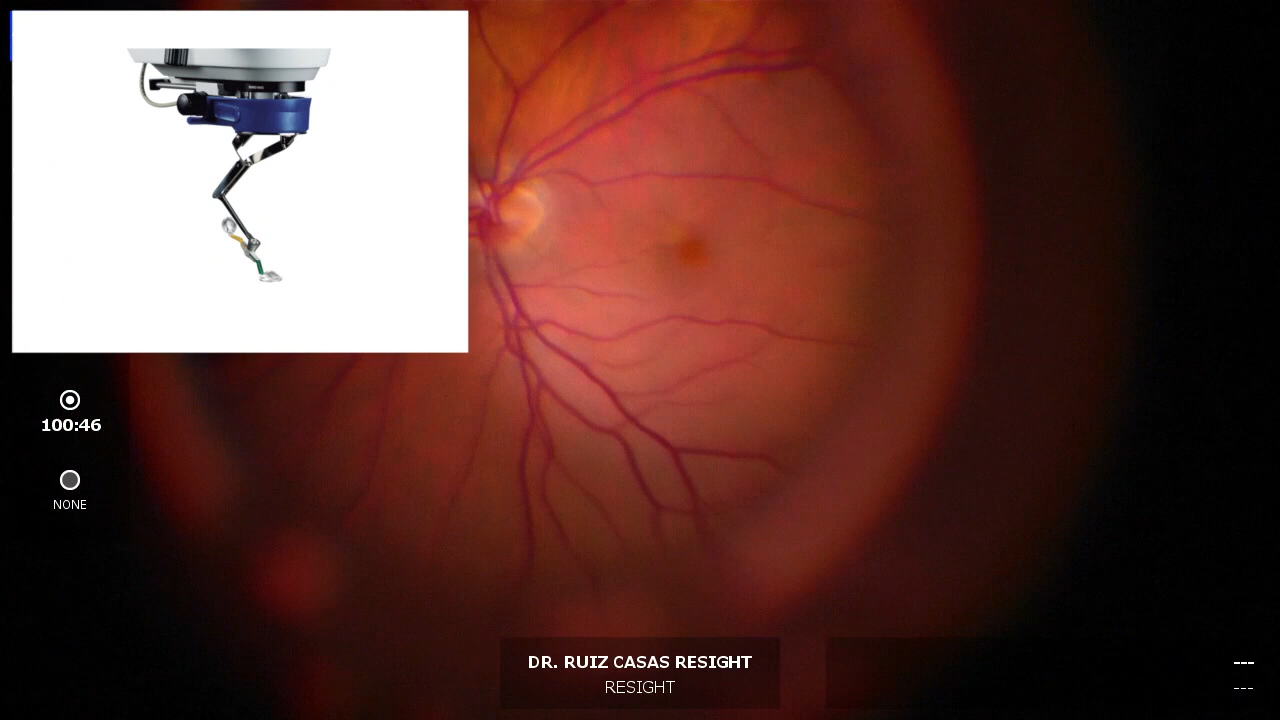 100:46
NONE
DR. RUIZ CASAS RESIGHT
RESIGHT
---
---